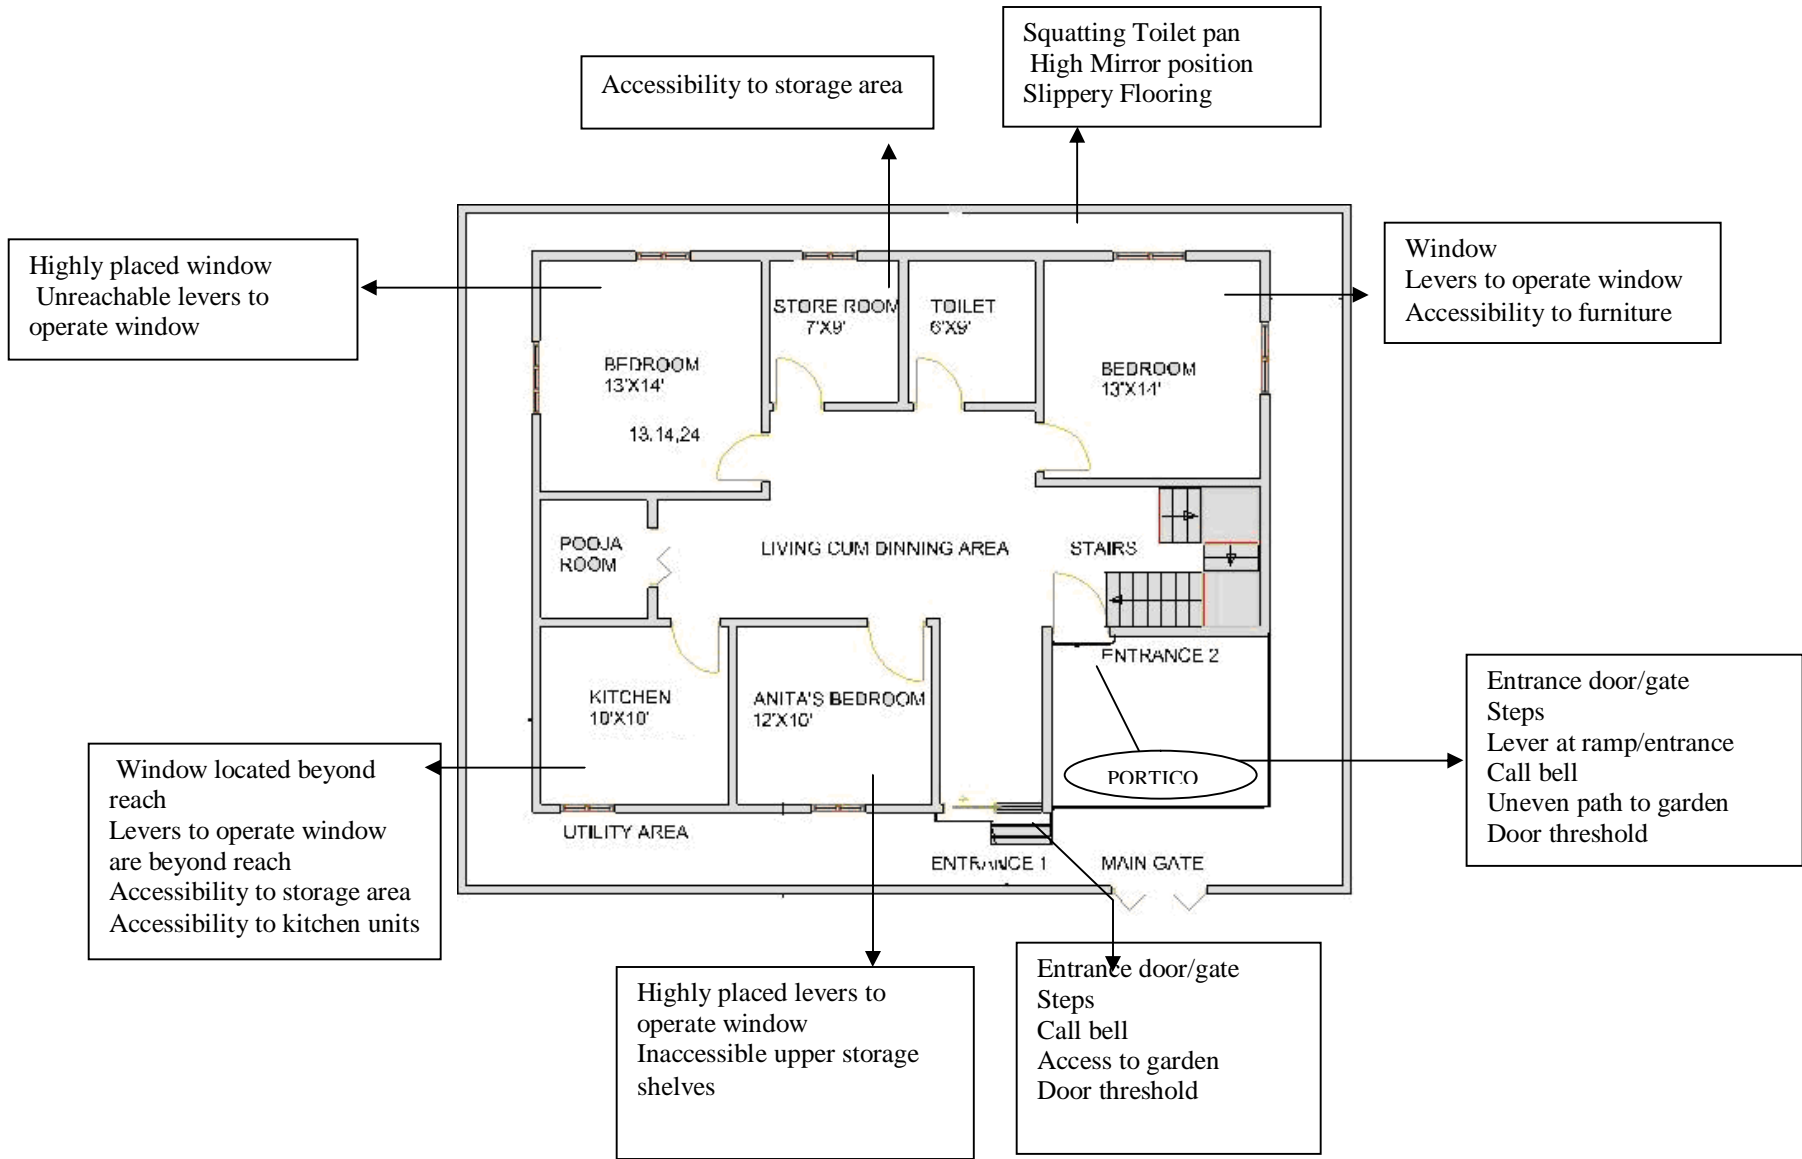 Squatting Toilet pan
High Mirror position
Slippery Flooring
Accessibility to storage area
Highly placed window
Unreachable levers to
operate window
Window
Levers to operate window
Accessibility to furniture
STORE ROOM
7'X9'
TOILET
6'X9'
BEDROOM
13'X14'
BEDROOM
13'X14'
13.14,24
POOJA
ROOM
LIVING CUM DINNING AREA
STAIRS
ENTRANCE 2
KITCHEN
10'X10'
ANITA'S BEDROOM
12'X10'
PORTICO
Entrance door/gate
Steps
Lever at ramp/entrance
Call bell
Uneven path to garden
Door threshold
Window located beyond
reach
Levers to operate window
are beyond reach
Accessibility to storage area
Accessibility to kitchen units
UTILITY AREA
ENTRANCE 1
MAIN GATE
Highly placed levers to
operate window
Inaccessible upper storage
shelves
Entrance door/gate
Steps
Call bell
Access to garden
Door threshold